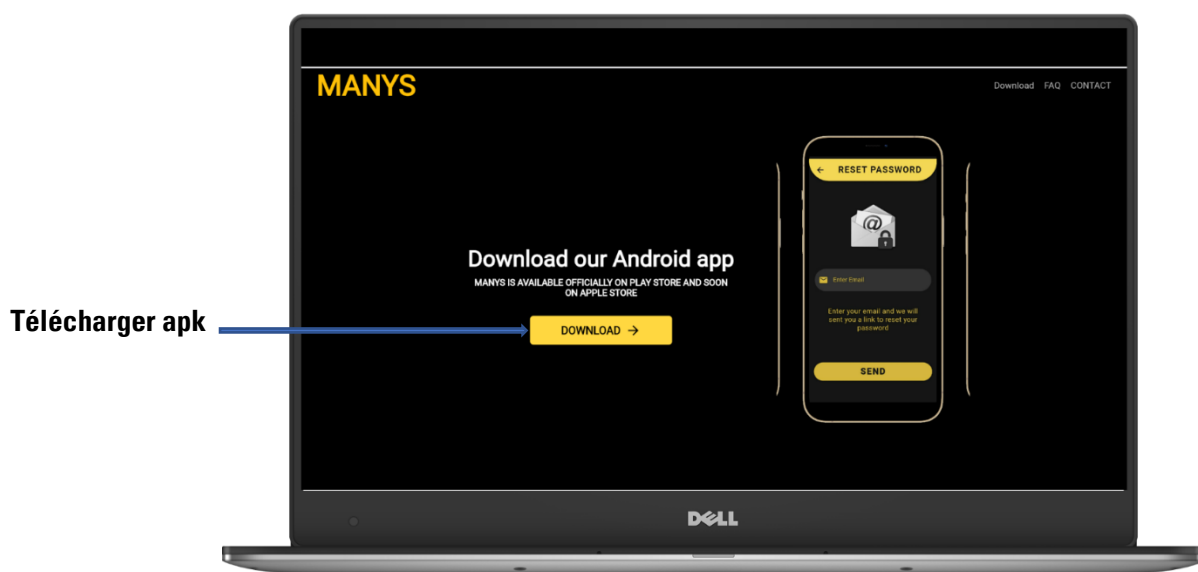 MANYS
Download FAQ CONTACT
RESET PASSWORD
@
Download our Android app
MANYS IS AVAILABLE OFFICIALLY ON PLAY STORE AND SOON
ON APPLE STORE
Enter Email
Télécharger apk
DOWNLOAD →
Enter your email and we will
sent you a link to reset your
password
SEND
DELL